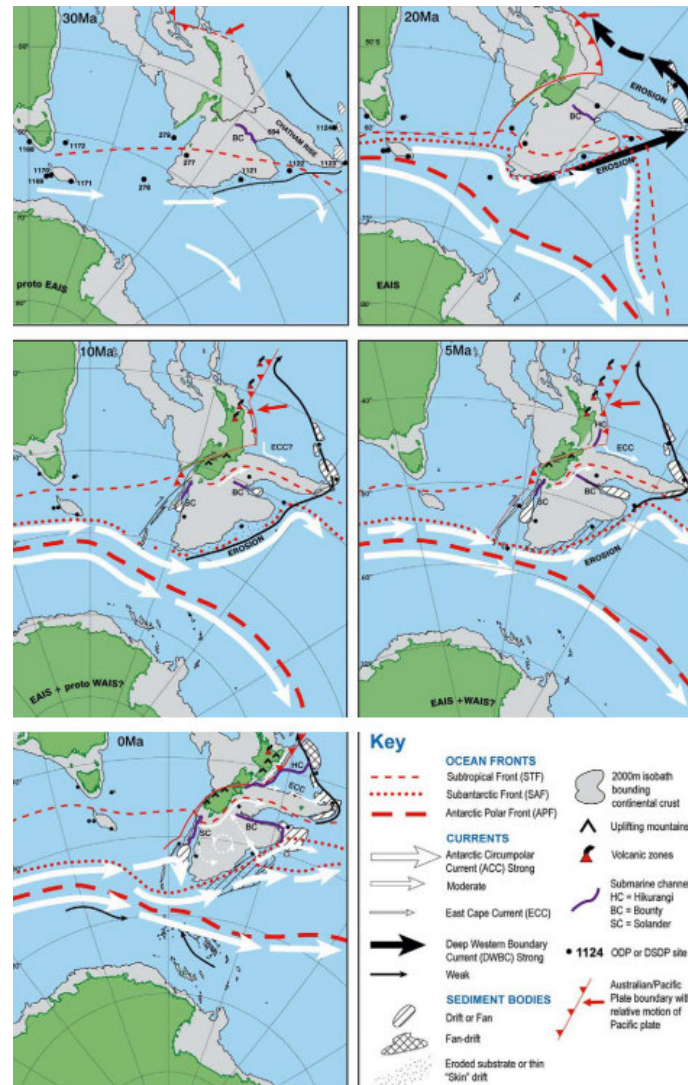 30Ma
50°
60°
70°
80°
1168
1172
1170
1169
1171
279
277
278
BC
594
CHATHAM RISE
1124
1123
1122
1121
proto EAIS
20Ma
50°S
EROSION
BC
EROSION
EAIS
10Ma
ECC?
BC
BC
EROSION
EAIS + proto WAIS?
5Ma
HC
ECC
BC
EROSION
EAIS +WAIS?
0Ma
HC
ECC
SC
BC
Key
OCEAN FRONTS
Subtropical Front (STF)
Subantarctic Front (SAF)
Antarctic Polar Front (APF)
CURRENTS
Antarctic Circumpolar
Current (ACC) Strong
Moderate
East Cape Current (ECC)
Deep Western Boundary
Current (DWBC) Strong
Weak
SEDIMENT BODIES
Drift or Fan
Fan-drift
Eroded substrate or thin
"Skin" drift
2000m isobath
bounding
continental crust
Uplifting mountains
Volcanic zones
Submarine channel
HC = Hikurangi
BC = Bounty
SC = Solander
1124 ODP or DSDP site
Australian/Pacific
Plate boundary with
relative motion of
Pacific plate